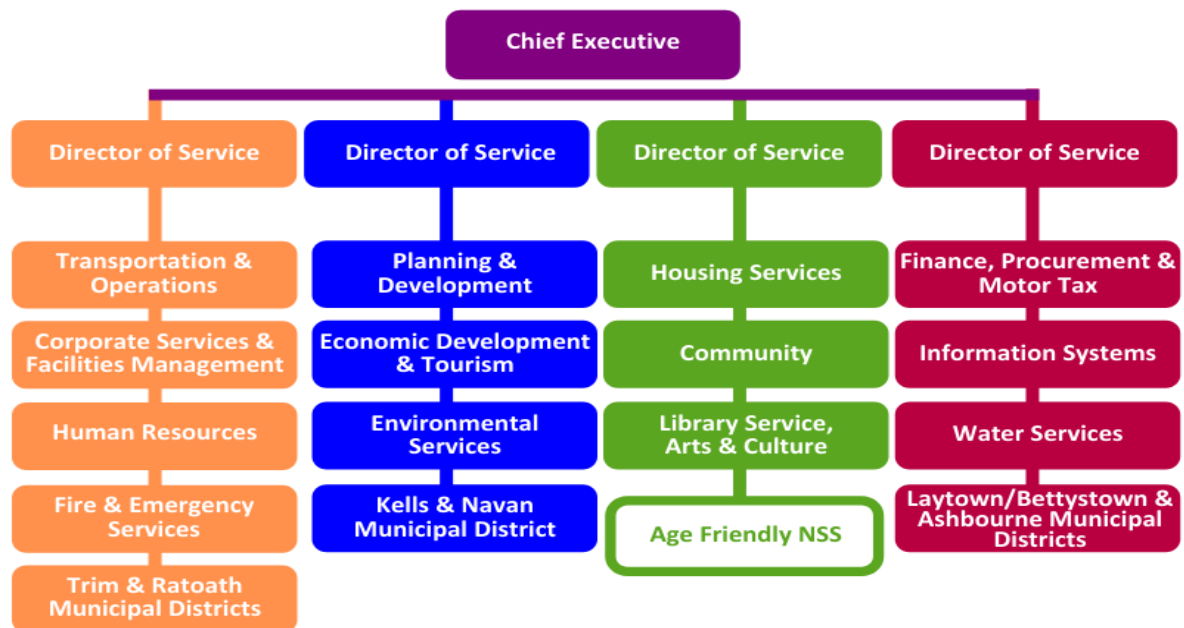 Chief Executive
Director of Service
Director of Service
Director of Service
Director of Service
Transportation &
Operations
Planning &
Development
Housing Services
Finance, Procurement &
Motor Tax
Corporate Services &
Facilities Management
Economic Development
& Tourism
Community
Information Systems
Human Resources
Environmental
Services
Library Service,
Arts & Culture
Water Services
Fire & Emergency
Services
Kells & Navan
Municipal District
Age Friendly NSS
Laytown/Bettystown &
Ashbourne Municipal
Districts
Trim & Ratoath
Municipal Districts